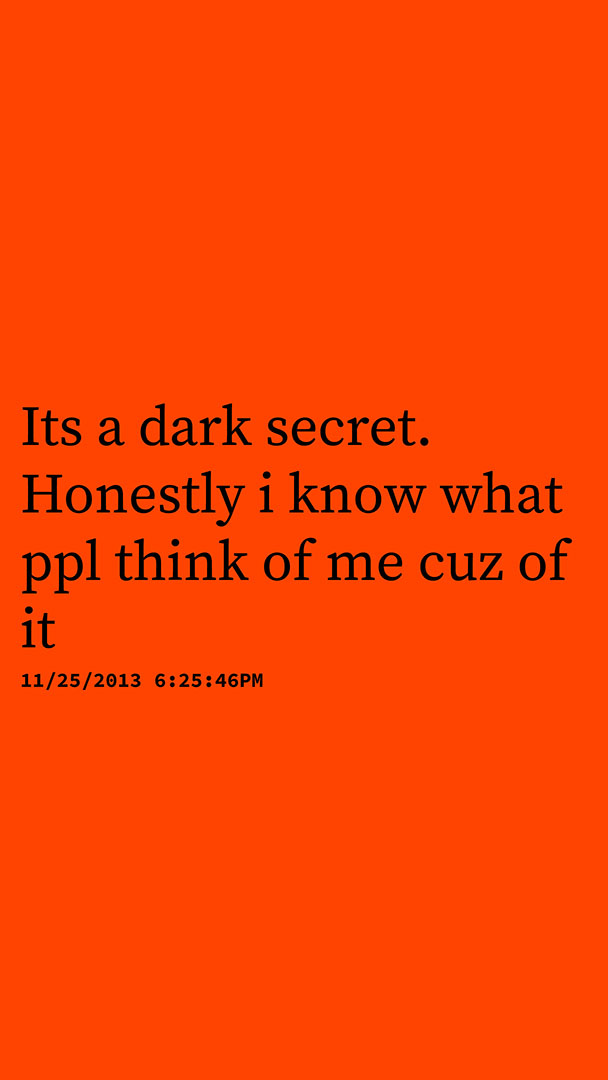 Its a dark secret.
Honestly i know what
ppl think of me cuz of
it
11/25/2013 6:25:46PM